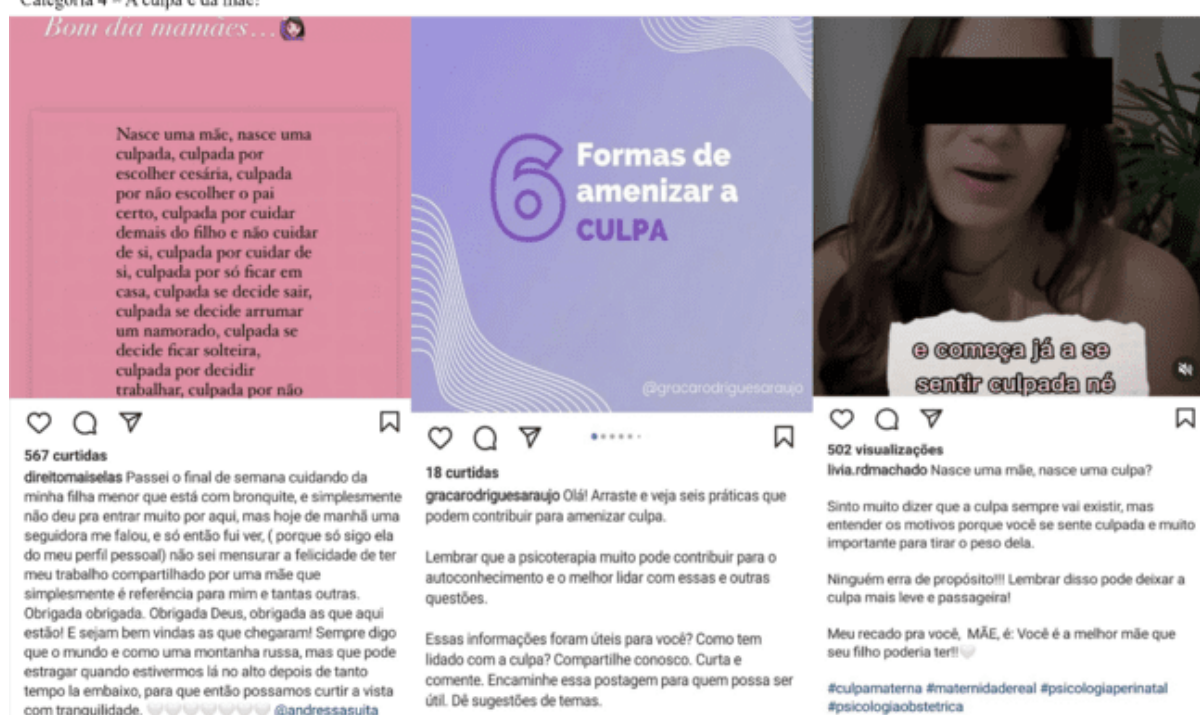 Categoria 4 – A culpa é da mãe?
Bom dia mamães...
Nasce uma mãe, nasce uma
culpada, culpada por
escolher cesária, culpada
por não escolher o pai
certo, culpada por cuidar
demais do filho e não cuidar
de si, culpada por cuidar de
si, culpada por só ficar em
casa, culpada se decide sair,
culpada se decide arrumar
um namorado, culpada se
decide ficar solteira,
culpada por decidir
trabalhar, culpada por não
567 curtidas
direitomaiselas Passei o final de semana cuidando da
minha filha menor que está com bronquite, e simplesmente
não deu pra entrar muito por aqui, mas hoje de manhã uma
seguidora me falou, e só então fui ver, ( porque só sigo ela
do meu perfil pessoal) não sei mensurar a felicidade de ter
meu trabalho compartilhado por uma mãe que
simplesmente é referência para mim e tantas outras.
Obrigada obrigada. Obrigada Deus, obrigada as que aqui
estão! E sejam bem vindas as que chegaram! Sempre digo
que o mundo e como uma montanha russa, mas que pode
estragar quando estivermos lá no alto depois de tanto
tempo la embaixo, para que então possamos curtir a vista
com tranquilidade. @andressasuita
6 Formas de
amenizar a
CULPA
@gracarodriguesaraujo
18 curtidas
gracarodriguesaraujo Olá! Arraste e veja seis práticas que
podem contribuir para amenizar culpa.
Lembrar que a psicoterapia muito pode contribuir para o
autoconhecimento e o melhor lidar com essas e outras
questões.
Essas informações foram úteis para você? Como tem
lidado com a culpa? Compartilhe conosco. Curta e
comente. Encaminhe essa postagem para quem possa ser
útil. Dê sugestões de temas.
e começa já a se
sentir culpada né
502 visualizações
livia.rdmachado Nasce uma mãe, nasce uma culpa?
Sinto muito dizer que a culpa sempre vai existir, mas
entender os motivos porque você se sente culpada e muito
importante para tirar o peso dela.
Ninguém erra de propósito!!! Lembrar disso pode deixar a
culpa mais leve e passageira!
Meu recado pra você, MÃE, é: Você é a melhor mãe que
seu filho poderia ter!!
#culpamaterna #maternidadereal #psicologiaperinatal
#psicologiaobstetrica